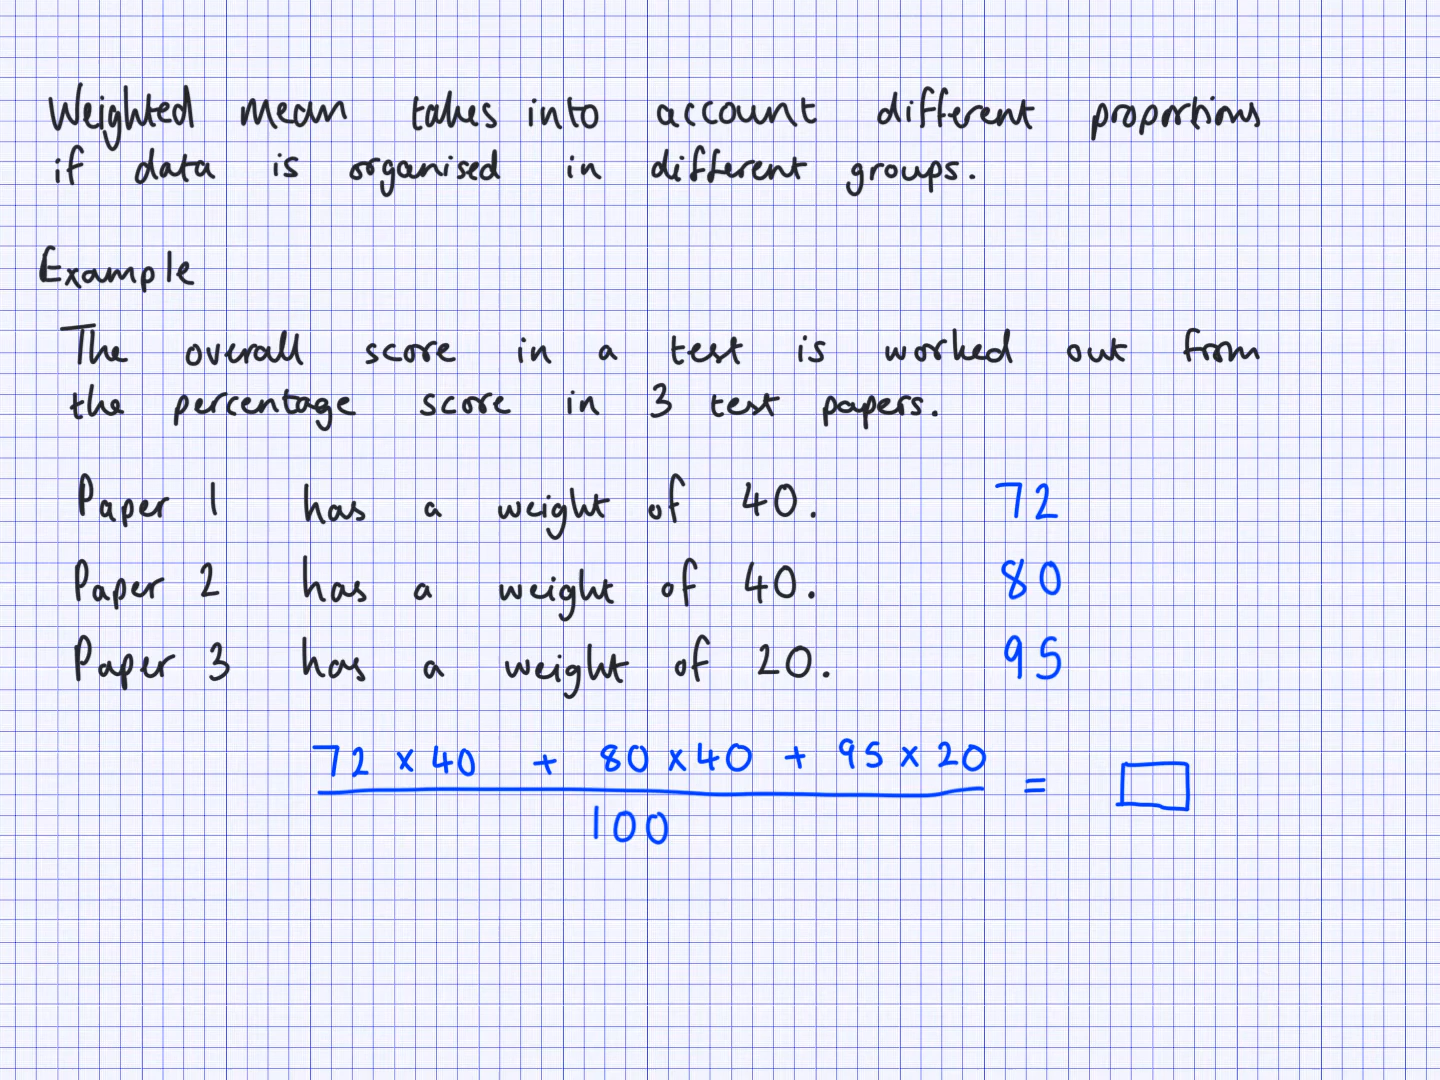 Weighted mean takes into account different proportions
if data is organised in different groups.
Example
The overall score in a test is worked out from
the percentage score in 3 test papers.
Paper 1 has a weight of 40. 72
Paper 2 has a weight of 40. 80
Paper 3 has a weight of 20. 95
72 × 40 + 80 × 40 + 95 × 20 =
100